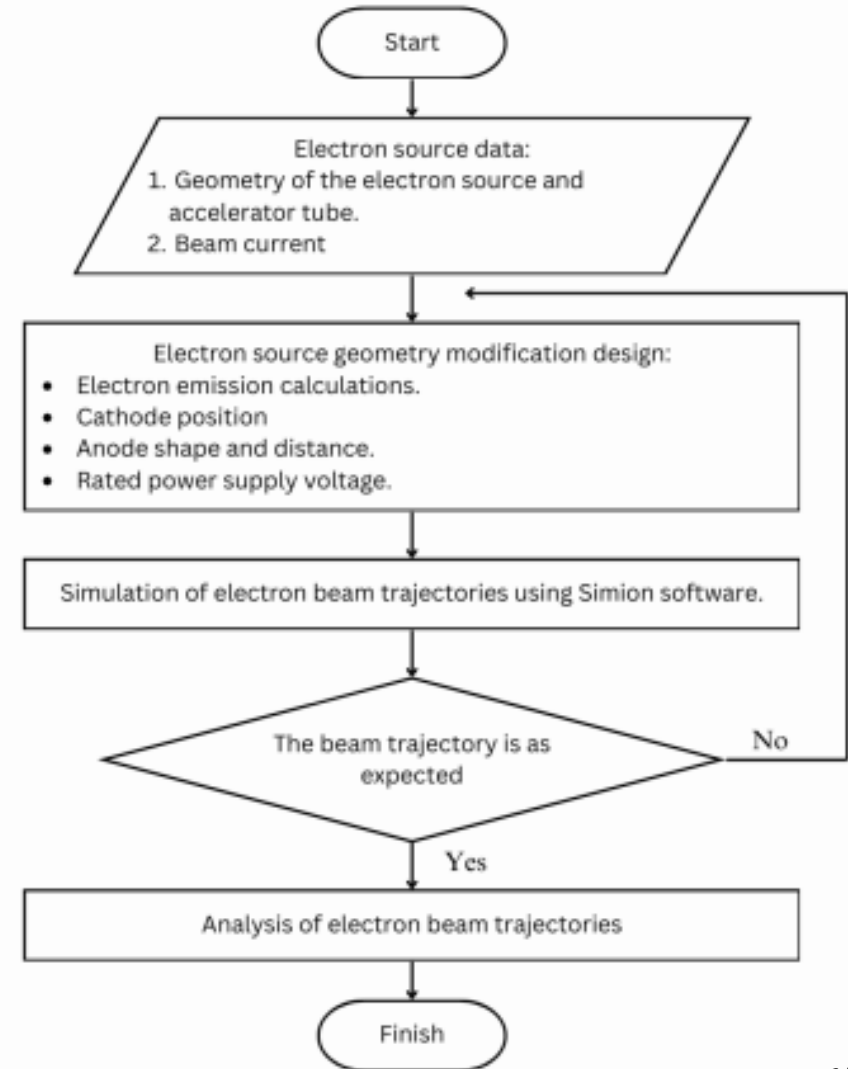 Start
Electron source data:
1. Geometry of the electron source and
accelerator tube.
2. Beam current
Electron source geometry modification design:
• Electron emission calculations.
• Cathode position
• Anode shape and distance.
• Rated power supply voltage.
Simulation of electron beam trajectories using Simion software.
The beam trajectory is as
expected
No
Yes
Analysis of electron beam trajectories
Finish